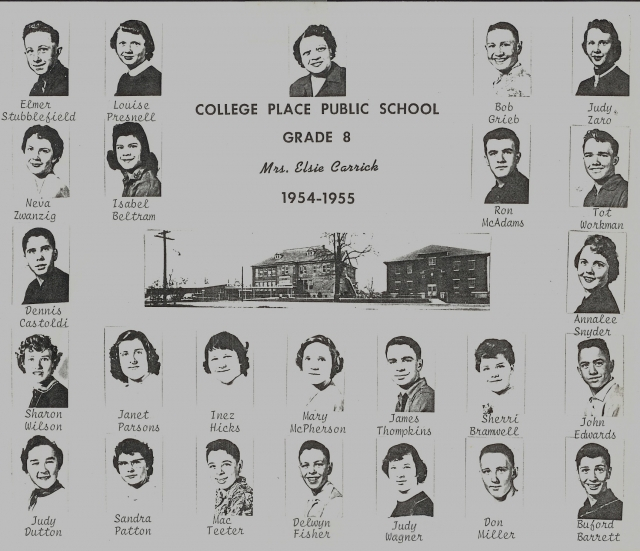 Elmer
Stubblefield
Louise
Presnell
Bob
Grieb
Judy
Zaro
COLLEGE PLACE PUBLIC SCHOOL
GRADE 8
Mrs. Elsie Carrick
1954-1955
Neva
Zwanzig
Isabel
Beltram
Ron
McAdams
Tot
Workman
Dennis
Castoldi
Annalee
Snyder
Sharon
Wilson
Janet
Parsons
Inez
Hicks
Mary
McPherson
James
Thompkins
Sherri
Bramwell
John
Edwards
Judy
Dutton
Sandra
Patton
Mac
Teeter
Delwyn
Fisher
Judy
Wagner
Don
Miller
Buford
Barrett